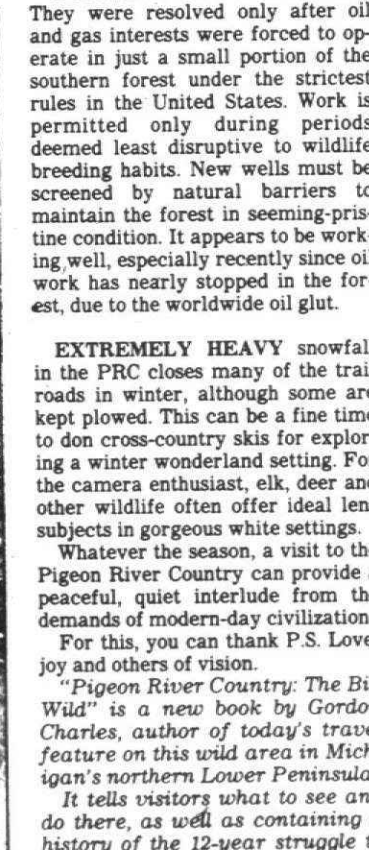 They were resolved only after oil
and gas interests were forced to op-
erate in just a small portion of the
southern forest under the strictest
rules in the United States. Work is
permitted only during periods
deemed least disruptive to wildlife
breeding habits. New wells must be
screened by natural barriers to
maintain the forest in seeming-pris-
tine condition. It appears to be work-
ing well, especially recently since oil
work has nearly stopped in the for-
est, due to the worldwide oil glut.
EXTREMELY HEAVY snowfal
in the PRC closes many of the trai
roads in winter, although some are
kept plowed. This can be a fine time
to don cross-country skis for explor
ing a winter wonderland setting. For
the camera enthusiast, elk, deer and
other wildlife often offer ideal len
subjects in gorgeous white settings.
Whatever the season, a visit to the
Pigeon River Country can provide
peaceful, quiet interlude from th
demands of modern-day civilization
For this, you can thank P.S. Love
joy and others of vision.
"Pigeon River Country: The Bi
Wild" is a new book by Gordo
Charles, author of today's trave
feature on this wild area in Mich
igan's northern Lower Peninsula
It tells visitors what to see an
do there, as well as containing
history of the 12-year struggle t